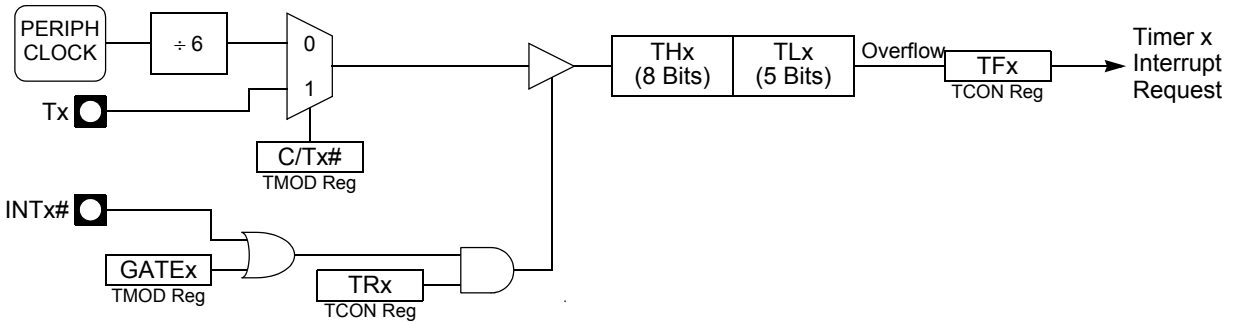 PERIPH
CLOCK
÷ 6
0
1
Tx
C/Tx#
TMOD Reg
THx
(8 Bits)
TLx
(5 Bits)
Overflow
TFx
TCON Reg
Timer x
Interrupt
Request
INTx#
GATEx
TMOD Reg
TRx
TCON Reg